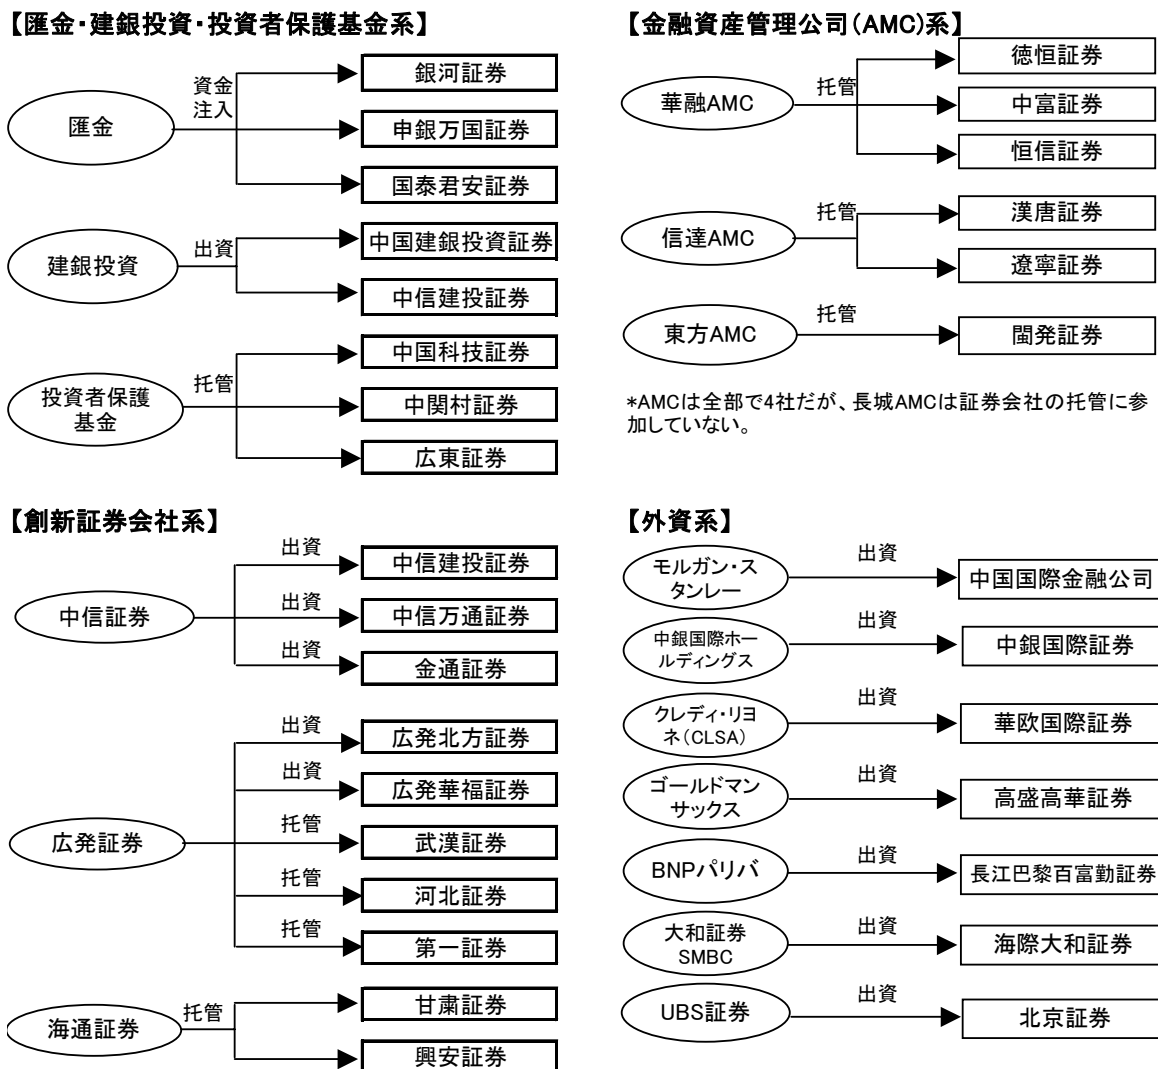 【匯金・建銀投資・投資者保護基金系】
匯金
資金
注入
銀河証券
申銀万国証券
国泰君安証券
建銀投資
出資
中国建銀投資証券
中信建投証券
投資者保護
基金
托管
中国科技証券
中関村証券
広東証券
【金融資産管理公司(AMC)系】
華融AMC
托管
徳恒証券
中富証券
恒信証券
信達AMC
托管
漢唐証券
遼寧証券
東方AMC
托管
閩発証券
*AMCは全部で4社だが、長城AMCは証券会社の托管に参
加していない。
【創新証券会社系】
中信証券
出資
中信建投証券
出資
中信万通証券
出資
金通証券
広発証券
出資
広発北方証券
出資
広発華福証券
托管
武漢証券
托管
河北証券
托管
第一証券
海通証券
托管
甘粛証券
興安証券
【外資系】
モルガン・ス
タンレー
出資
中国国際金融公司
中銀国際ホー
ルディングス
出資
中銀国際証券
クレディ・リヨ
ネ(CLSA)
出資
華欧国際証券
ゴールドマン
サックス
出資
高盛高華証券
BNPパリバ
出資
長江巴黎百富勤証券
大和証券
SMBC
出資
海際大和証券
UBS証券
出資
北京証券